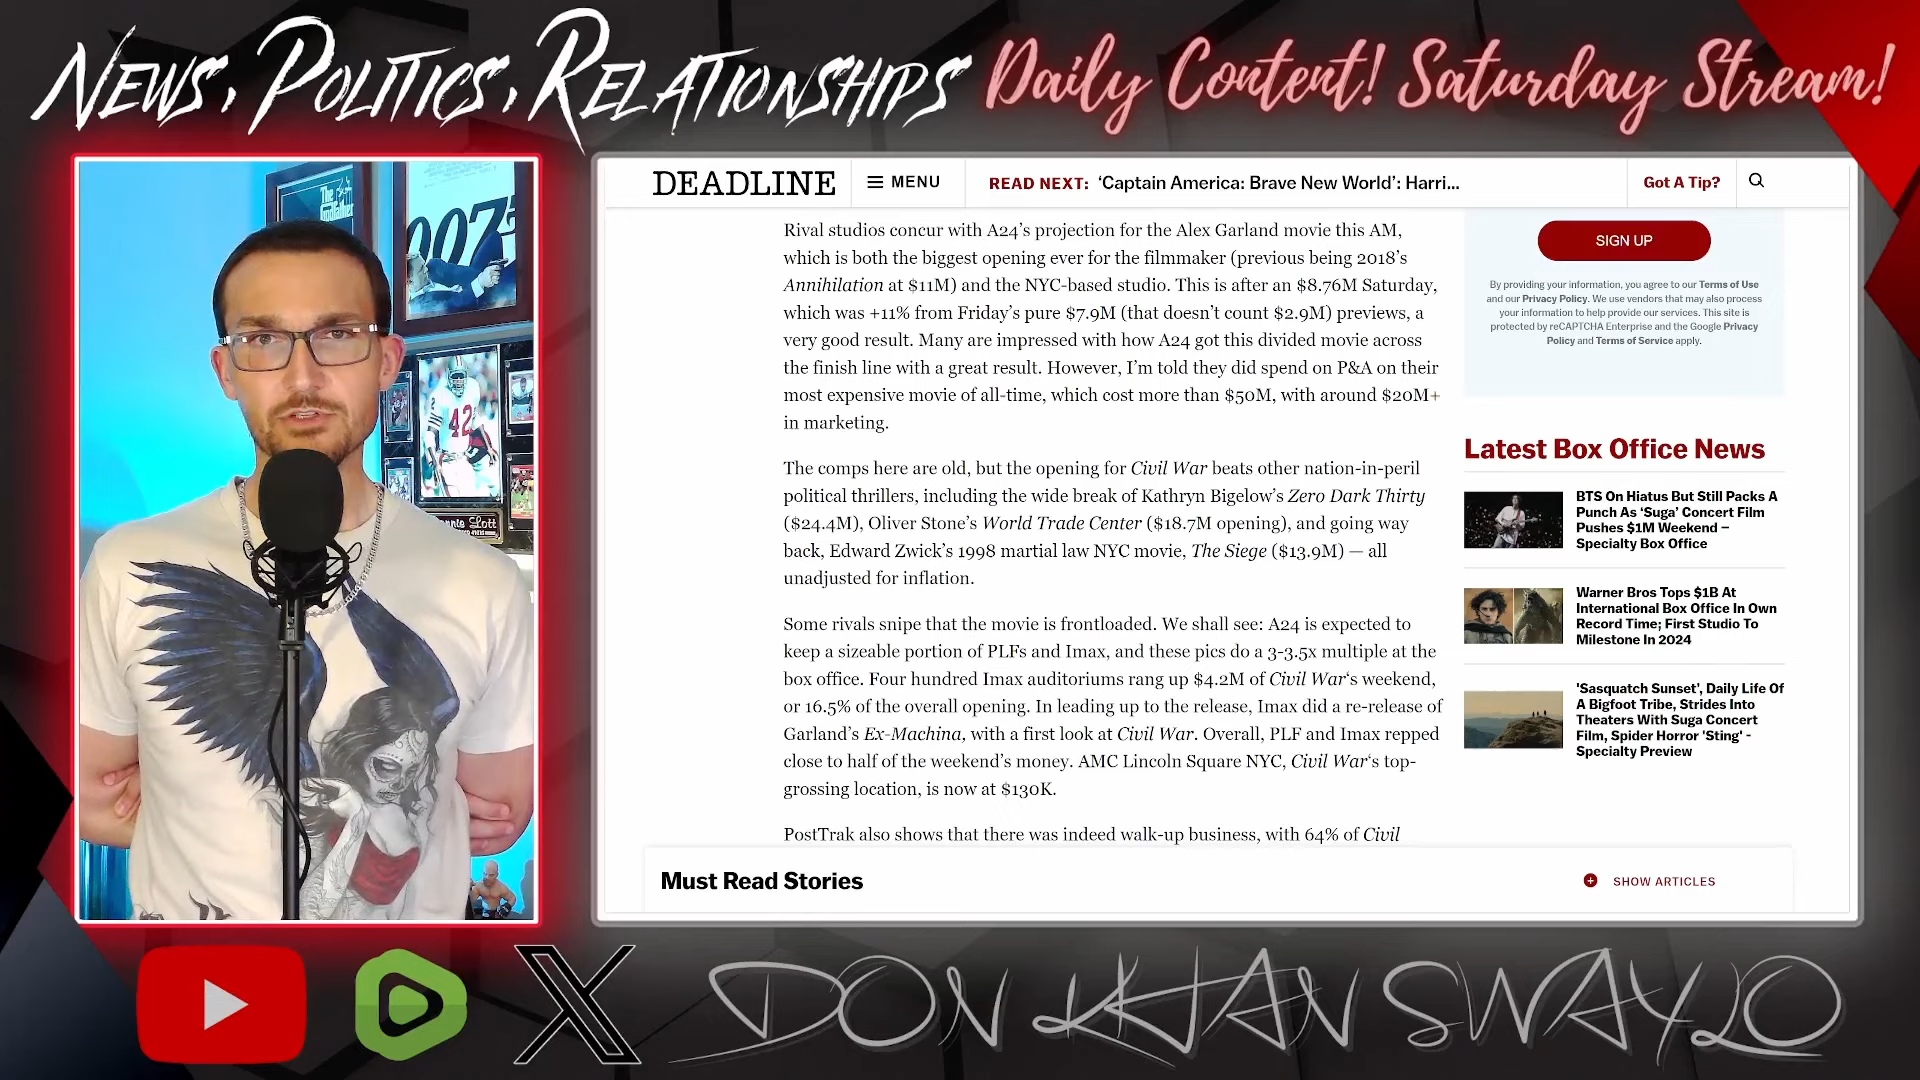 News, Politics, Relationships Daily Content! Saturday Stream!
The
Godfather
007
42
nnie Lott
DEADLINE
MENU
READ NEXT: ‘Captain America: Brave New World’: Harri...
Got A Tip?
Rival studios concur with A24’s projection for the Alex Garland movie this AM,
which is both the biggest opening ever for the filmmaker (previous being 2018’s
Annihilation at $11M) and the NYC-based studio. This is after an $8.76M Saturday,
which was +11% from Friday’s pure $7.9M (that doesn’t count $2.9M) previews, a
very good result. Many are impressed with how A24 got this divided movie across
the finish line with a great result. However, I’m told they did spend on P&A on their
most expensive movie of all-time, which cost more than $50M, with around $20M+
in marketing.
The comps here are old, but the opening for Civil War beats other nation-in-peril
political thrillers, including the wide break of Kathryn Bigelow’s Zero Dark Thirty
($24.4M), Oliver Stone’s World Trade Center ($18.7M opening), and going way
back, Edward Zwick’s 1998 martial law NYC movie, The Siege ($13.9M) — all
unadjusted for inflation.
Some rivals snipe that the movie is frontloaded. We shall see: A24 is expected to
keep a sizeable portion of PLFs and Imax, and these pics do a 3-3.5x multiple at the
box office. Four hundred Imax auditoriums rang up $4.2M of Civil War‘s weekend,
or 16.5% of the overall opening. In leading up to the release, Imax did a re-release of
Garland’s Ex-Machina, with a first look at Civil War. Overall, PLF and Imax repped
close to half of the weekend’s money. AMC Lincoln Square NYC, Civil War‘s top-
grossing location, is now at $130K.
PostTrak also shows that there was indeed walk-up business, with 64% of Civil
SIGN UP
By providing your information, you agree to our Terms of Use
and our Privacy Policy. We use vendors that may also process
your information to help provide our services. This site is
protected by reCAPTCHA Enterprise and the Google Privacy
Policy and Terms of Service apply.
Latest Box Office News
BTS On Hiatus But Still Packs A
Punch As ‘Suga’ Concert Film
Pushes $1M Weekend –
Specialty Box Office
Warner Bros Tops $1B At
International Box Office In Own
Record Time; First Studio To
Milestone In 2024
'Sasquatch Sunset', Daily Life Of
A Bigfoot Tribe, Strides Into
Theaters With Suga Concert
Film, Spider Horror 'Sting' -
Specialty Preview
Must Read Stories
SHOW ARTICLES
X DON KHAN SWAYLO